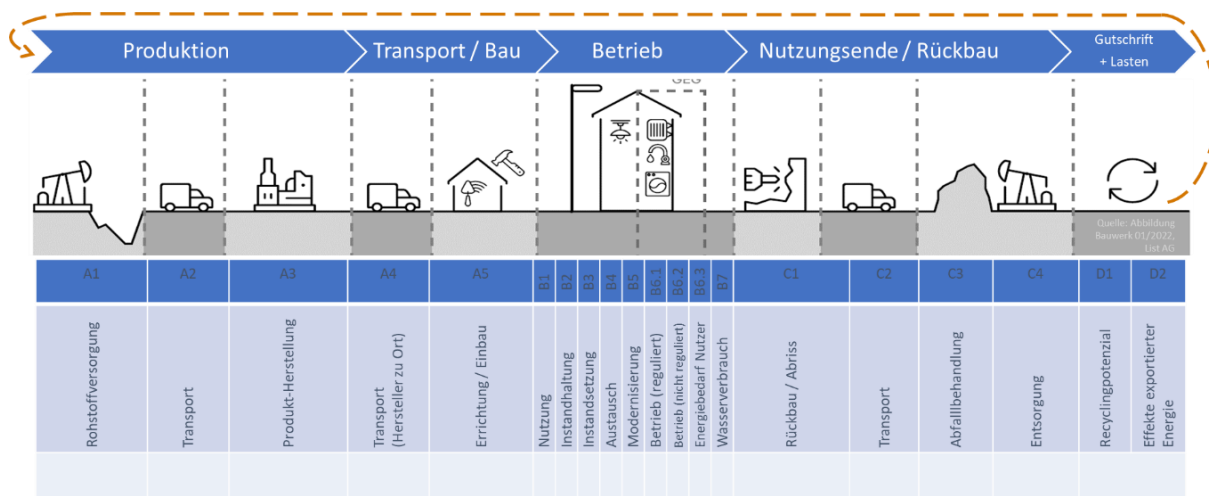 Produktion
Transport / Bau
Betrieb
Nutzungsende / Rückbau
Gutschrift
+ Lasten
GEG
Quelle: Abbildung
Bauwerk 01/2022,
List AG
A1
A2
A3
A4
A5
B1
B2
B3
B4
B5
B6.1
B6.2
B6.3
B7
C1
C2
C3
C4
D1
D2
Rohstoffversorgung
Transport
Produkt-Herstellung
Transport
(Hersteller zu Ort)
Errichtung / Einbau
Nutzung
Instandhaltung
Instandsetzung
Austausch
Modernisierung
Betrieb (reguliert)
Betrieb (nicht reguliert)
Energiebedarf Nutzer
Wasserverbrauch
Rückbau / Abriss
Transport
Abfalllbehandlung
Entsorgung
Recyclingpotenzial
Effekte exportierter
Energie